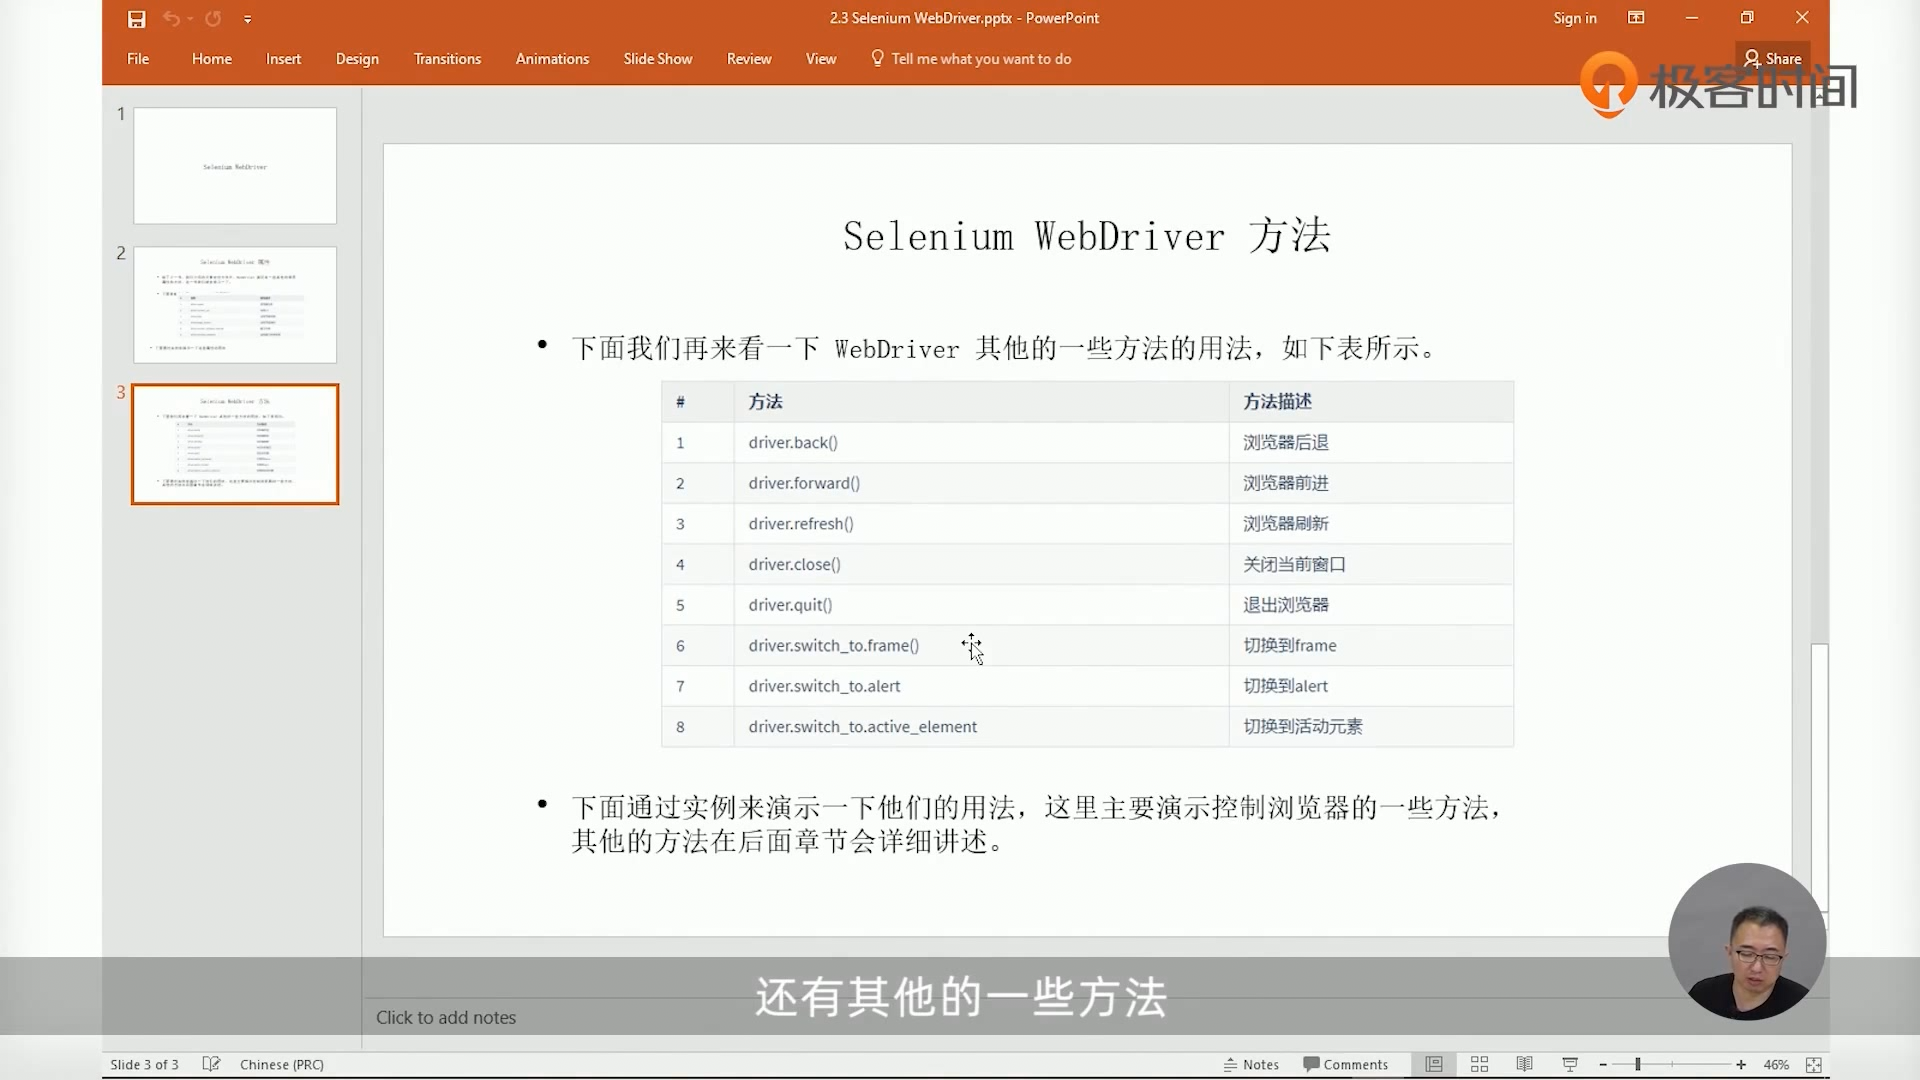 2.3 Selenium WebDriver.pptx - PowerPoint
Sign in
File Home Insert Design Transitions Animations Slide Show Review View Tell me what you want to do
Share
极客时间
1
Selenium WebDriver
2
3
Selenium WebDriver 方法
• 下面我们再来看一下 WebDriver 其他的一些方法的用法，如下表所示。
# 方法 方法描述
1 driver.back() 浏览器后退
2 driver.forward() 浏览器前进
3 driver.refresh() 浏览器刷新
4 driver.close() 关闭当前窗口
5 driver.quit() 退出浏览器
6 driver.switch_to.frame() 切换到frame
7 driver.switch_to.alert 切换到alert
8 driver.switch_to.active_element 切换到活动元素
• 下面通过实例来演示一下他们的用法，这里主要演示控制浏览器的一些方法，
其他的方法在后面章节会详细讲述。
还有其他的一些方法
Click to add notes
Slide 3 of 3 Chinese (PRC) Notes Comments 46%